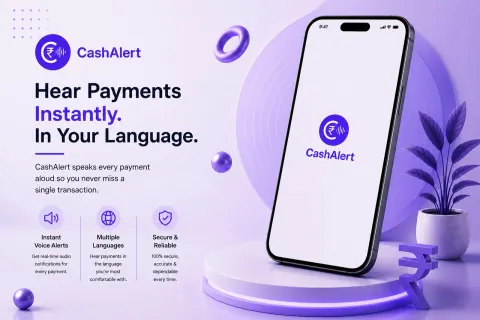 CashAlert
Hear Payments
Instantly.
In Your Language.
CashAlert speaks every payment
aloud so you never miss a
single transaction.
Instant
Voice Alerts
Get real-time audio
notifications for
every payment.
Multiple
Languages
Hear payments in
the language
you're most
comfortable with.
Secure &
Reliable
100% secure,
accurate &
dependable
every time.
9:41
CashAlert